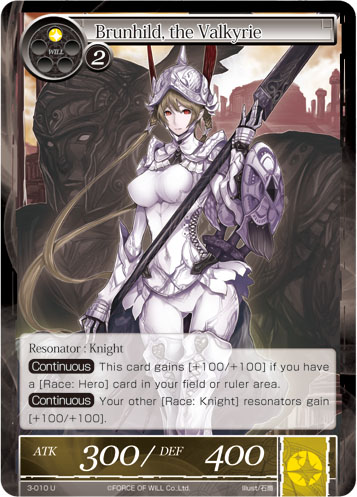 Brunhild, the Valkyrie
WILL
2
Resonator : Knight
Continuous This card gains [+100/+100] if you have
a [Race: Hero] card in your field or ruler area.
Continuous Your other [Race: Knight] resonators gain
[+100/+100].
ATK 300 / DEF 400
3-010 U ©FORCE OF WILL Co.,Ltd. Illust/石鹿